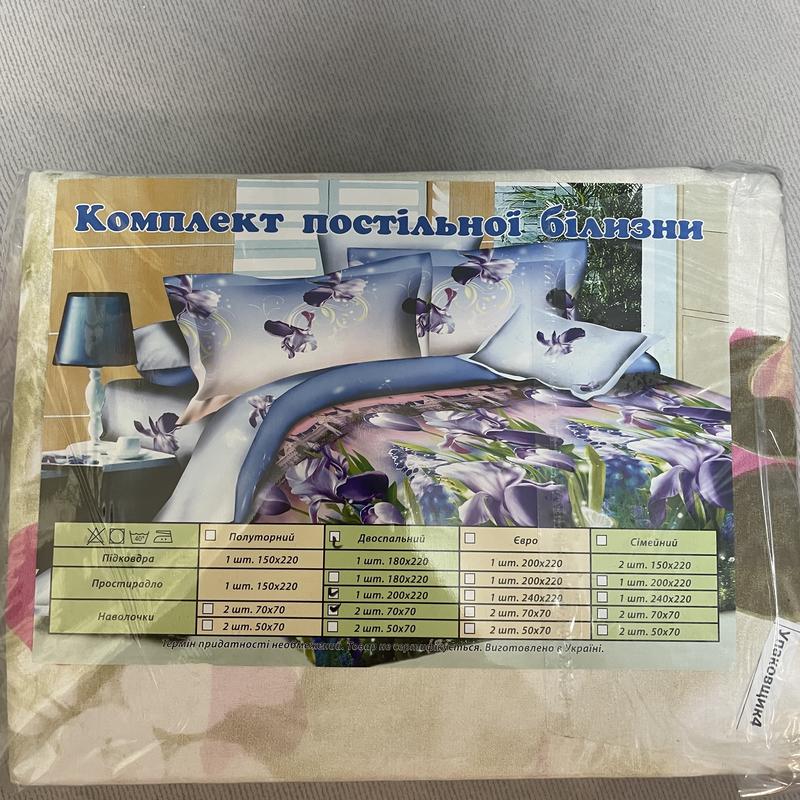 Комплект постільної білизни
40° Полуторний Двоспальний Євро Сімейний
Підковдра 1 шт. 150x220 1 шт. 180x220 1 шт. 200x220 2 шт. 150x220
Простирадло 1 шт. 150x220 1 шт. 180x220 1 шт. 200x220 1 шт. 200x220
1 шт. 200x220 1 шт. 240x220 1 шт. 240x220
Наволочки 2 шт. 70x70 2 шт. 70x70 2 шт. 70x70 2 шт. 70x70
2 шт. 50x70 2 шт. 50x70 2 шт. 50x70 2 шт. 50x70
Термін придатності необмежений. Товар не сертифікується. Виготовлено в Україні.
Упаковщик4